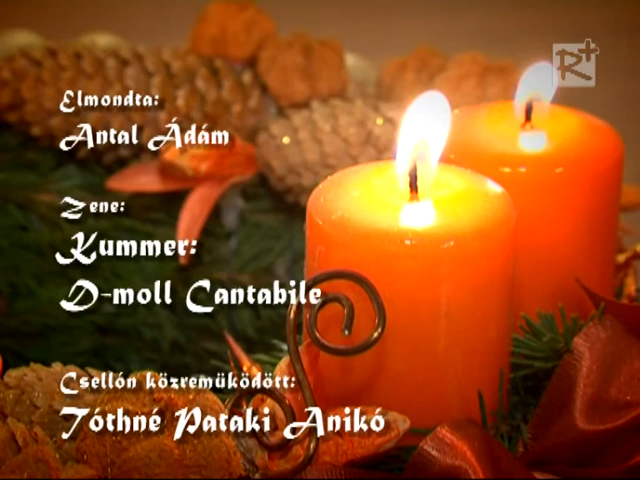 R+
Elmondta:
Antal Ádám
Zene:
Kummer:
D-moll Cantabile
Csellón közreműködött:
Tóthné Pataki Anikó